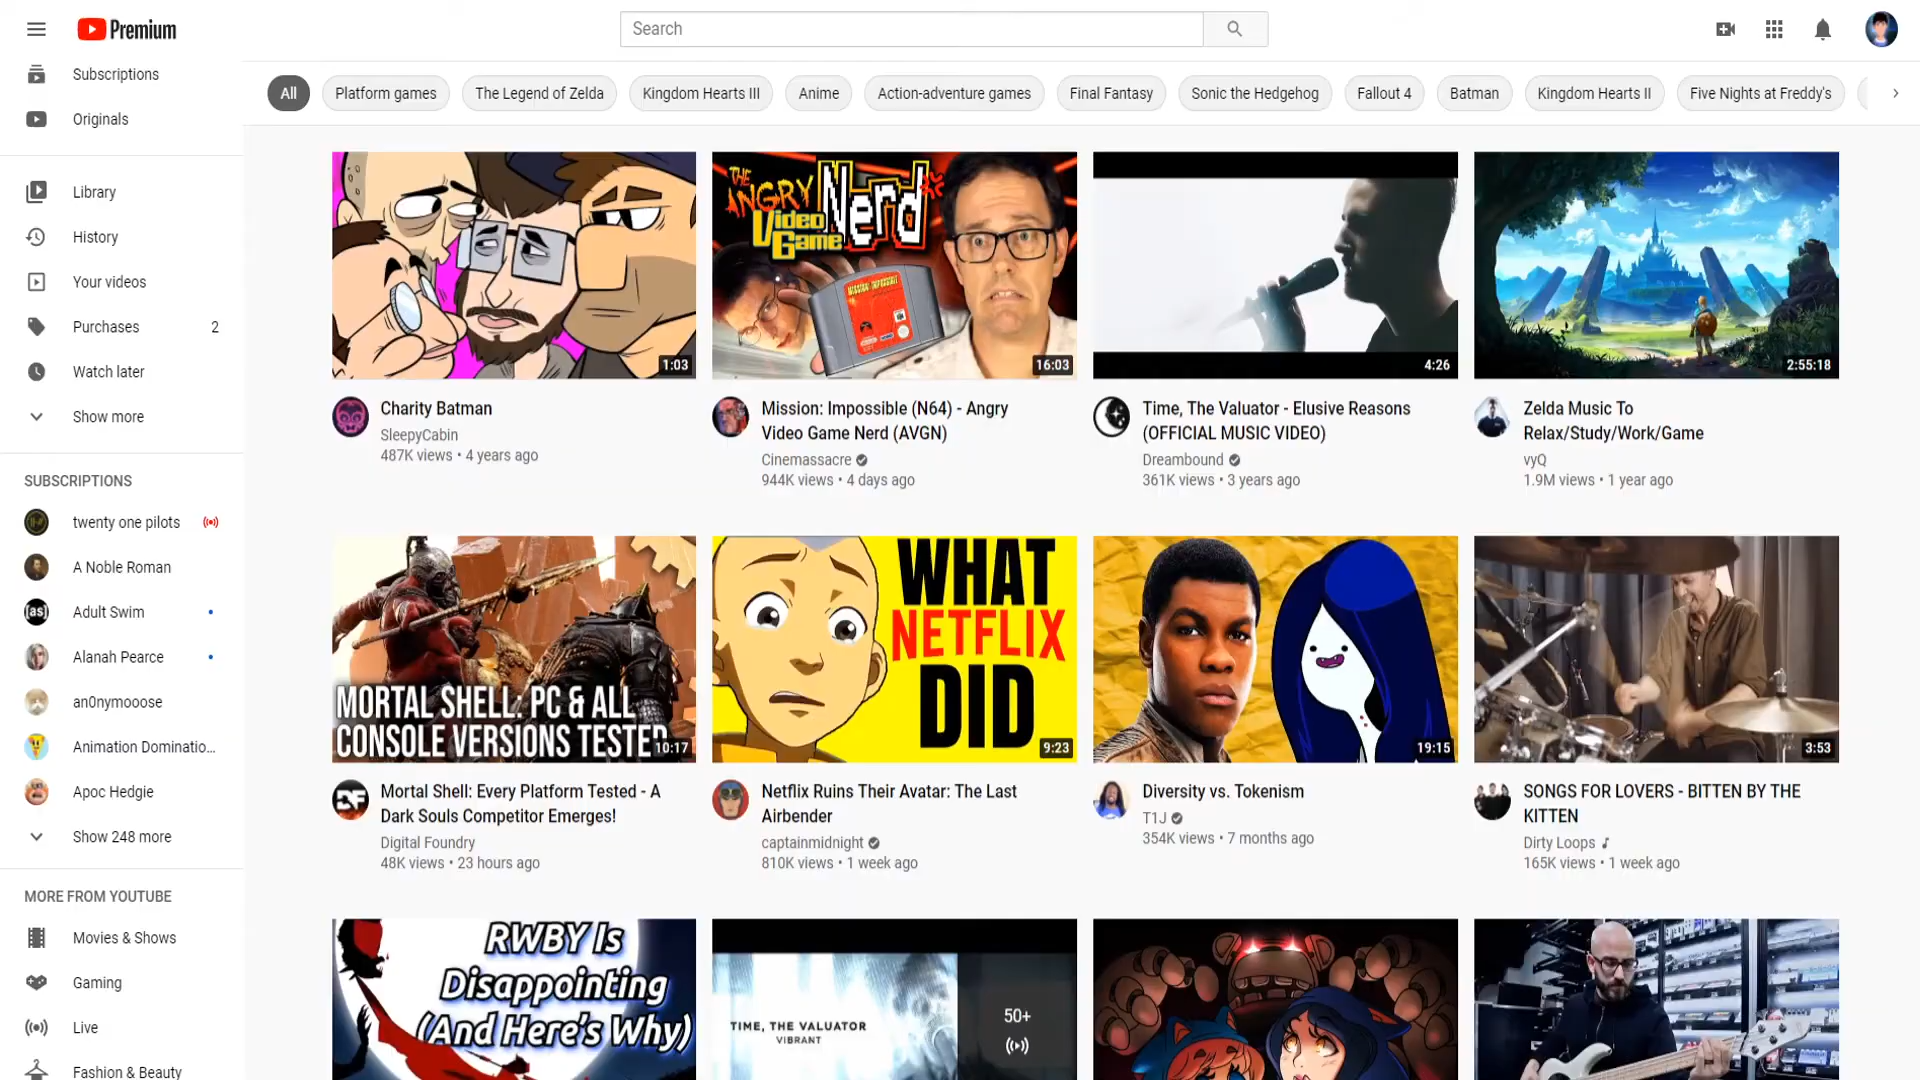 Premium
Search
Subscriptions
Originals
Library
History
Your videos
Purchases 2
Watch later
Show more
SUBSCRIPTIONS
twenty one pilots
A Noble Roman
[as] Adult Swim
Alanah Pearce
an0nymooose
Animation Dominatio...
Apoc Hedgie
Show 248 more
MORE FROM YOUTUBE
Movies & Shows
Gaming
Live
Fashion & Beauty
All
Platform games
The Legend of Zelda
Kingdom Hearts III
Anime
Action-adventure games
Final Fantasy
Sonic the Hedgehog
Fallout 4
Batman
Kingdom Hearts II
Five Nights at Freddy's
1:03
Charity Batman
SleepyCabin
487K views • 4 years ago
THE
ANGRY
Video
Game
Nerd
MISSION: IMPOSSIBLE
16:03
Mission: Impossible (N64) - Angry
Video Game Nerd (AVGN)
Cinemassacre
944K views • 4 days ago
4:26
Time, The Valuator - Elusive Reasons
(OFFICIAL MUSIC VIDEO)
Dreambound
361K views • 3 years ago
2:55:18
Zelda Music To
Relax/Study/Work/Game
vyQ
1.9M views • 1 year ago
MORTAL SHELL: PC & ALL
CONSOLE VERSIONS TESTED
10:17
DF
Mortal Shell: Every Platform Tested - A
Dark Souls Competitor Emerges!
Digital Foundry
48K views • 23 hours ago
WHAT
NETFLIX
DID
9:23
Netflix Ruins Their Avatar: The Last
Airbender
captainmidnight
810K views • 1 week ago
19:15
Diversity vs. Tokenism
T1J
354K views • 7 months ago
3:53
SONGS FOR LOVERS - BITTEN BY THE
KITTEN
Dirty Loops
165K views • 1 week ago
RWBY Is
Disappointing
(And Here's Why)
TIME, THE VALUATOR
VIBRANT
50+